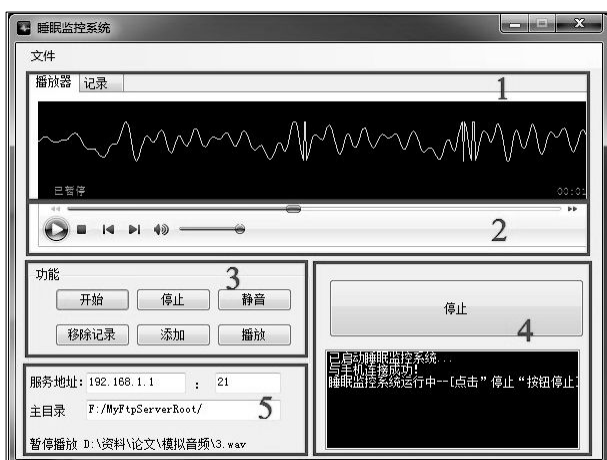 睡眠监控系统
文件
播放器 记录
1
已暂停 00:01
2
功能
3
开始 停止 静音
移除记录 添加 播放
停止
4
已启动睡眠监控系统...
与手机连接成功!
睡眠监控系统运行中--[点击”停止“按钮停止]
服务地址: 192.168.1.1 : 21
主目录 F:/MyFtpServerRoot/
5
暂停播放 D:\资料\论文\模拟音频\3.wav